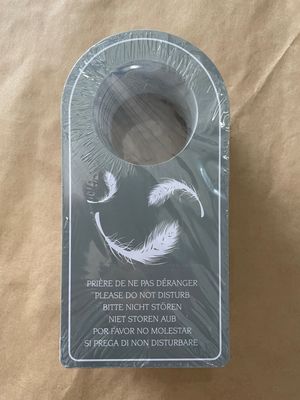 PRIÈRE DE NE PAS DÉRANGER
PLEASE DO NOT DISTURB
BITTE NICHT STÖREN
NIET STOREN AUB
POR FAVOR NO MOLESTAR
SI PREGA DI NON DISTURBARE